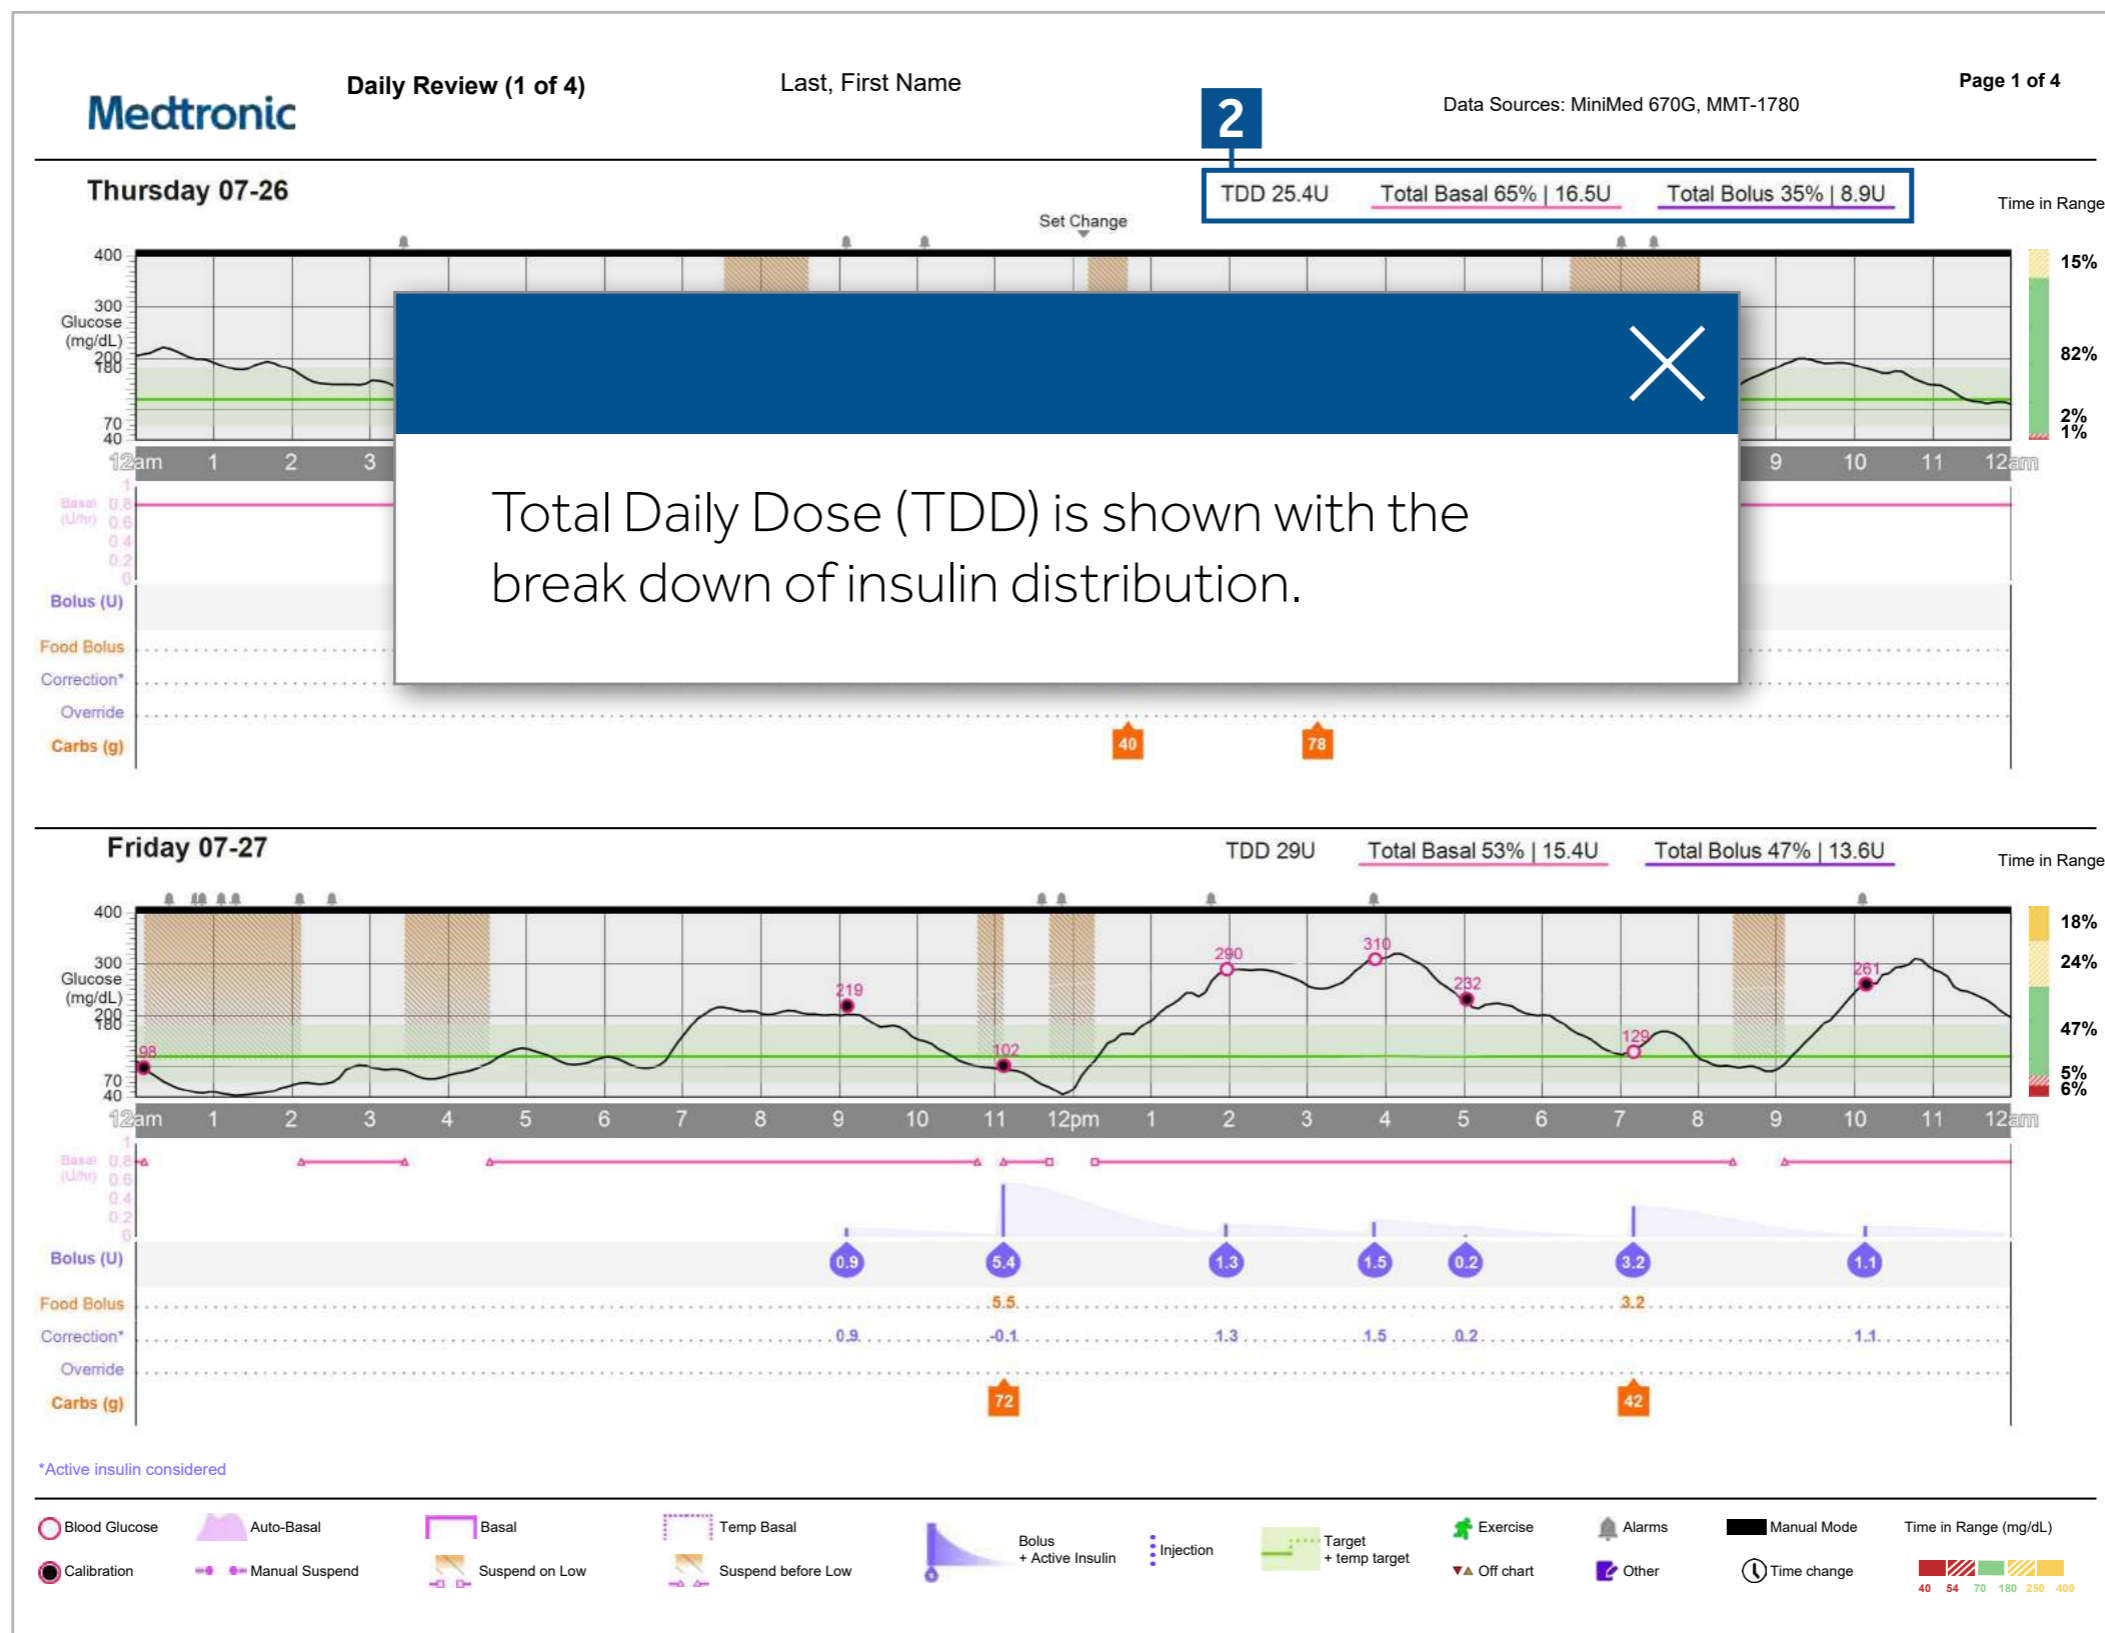 Medtronic
Daily Review (1 of 4)
Last, First Name
2
Data Sources: MiniMed 670G, MMT-1780
Page 1 of 4
Thursday 07-26
TDD 25.4U Total Basal 65% | 16.5U Total Bolus 35% | 8.9U
Time in Range
Set Change
400
300
Glucose
(mg/dL)
200
180
70
40
15%
82%
2%
1%
12am 1 2 3 9 10 11 12am
Basal
(U/hr)
1
0.8
0.6
0.4
0.2
0
Total Daily Dose (TDD) is shown with the
break down of insulin distribution.
Bolus (U)
Food Bolus
Correction*
Override
Carbs (g) 40 78
Friday 07-27
TDD 29U Total Basal 53% | 15.4U Total Bolus 47% | 13.6U
Time in Range
400
300
Glucose
(mg/dL)
200
180
70
40
98 219 102 290 310 232 129 261
18%
24%
47%
5%
6%
12am 1 2 3 4 5 6 7 8 9 10 11 12pm 1 2 3 4 5 6 7 8 9 10 11 12am
Basal
(U/hr)
1
0.8
0.6
0.4
0.2
0
Bolus (U) 0.9 5.4 1.3 1.5 0.2 3.2 1.1
Food Bolus 5.5 3.2
Correction* 0.9 -0.1 1.3 1.5 0.2 1.1
Override
Carbs (g) 72 42
*Active insulin considered
Blood Glucose Auto-Basal Basal Temp Basal Bolus + Active Insulin Injection Target + temp target Exercise Alarms Manual Mode Time in Range (mg/dL)
Calibration Manual Suspend Suspend on Low Suspend before Low Off chart Other Time change
40 54 70 180 250 400